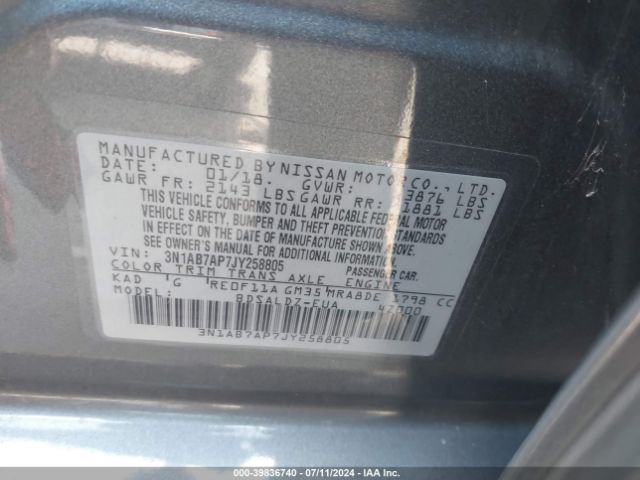 MANUFACTURED BY NISSAN MOTOR CO., LTD.
DATE: 01/18. GVWR: 3876 LBS
GAWR FR: 2143 LBS GAWR RR: 1881 LBS
THIS VEHICLE CONFORMS TO ALL APPLICABLE FEDERAL MOTOR
VEHICLE SAFETY, BUMPER AND THEFT PREVENTION STANDARDS
IN EFFECT ON THE DATE OF MANUFACTURE SHOWN ABOVE.
SEE OWNER'S MANUAL FOR ADDITIONAL INFORMATION
VIN: 3N1AB7AP7JY258805 PASSENGER CAR.
COLOR TRIM TRANS AXLE ENGINE
KAD G RE0F11A GM35 MRA8DE 1798 CC
MODEL: BDSALDZ-EUA 47000
3N1AB7AP7JY258805
000-39836740 - 07/11/2024 - IAA Inc.